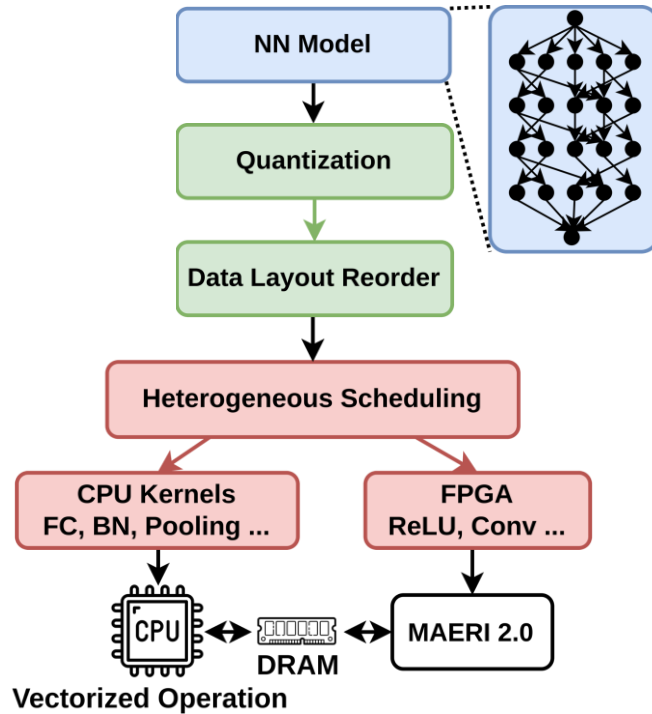 NN Model
Quantization
Data Layout Reorder
Heterogeneous Scheduling
CPU Kernels
FC, BN, Pooling ...
FPGA
ReLU, Conv ...
CPU
DRAM
MAERI 2.0
Vectorized Operation